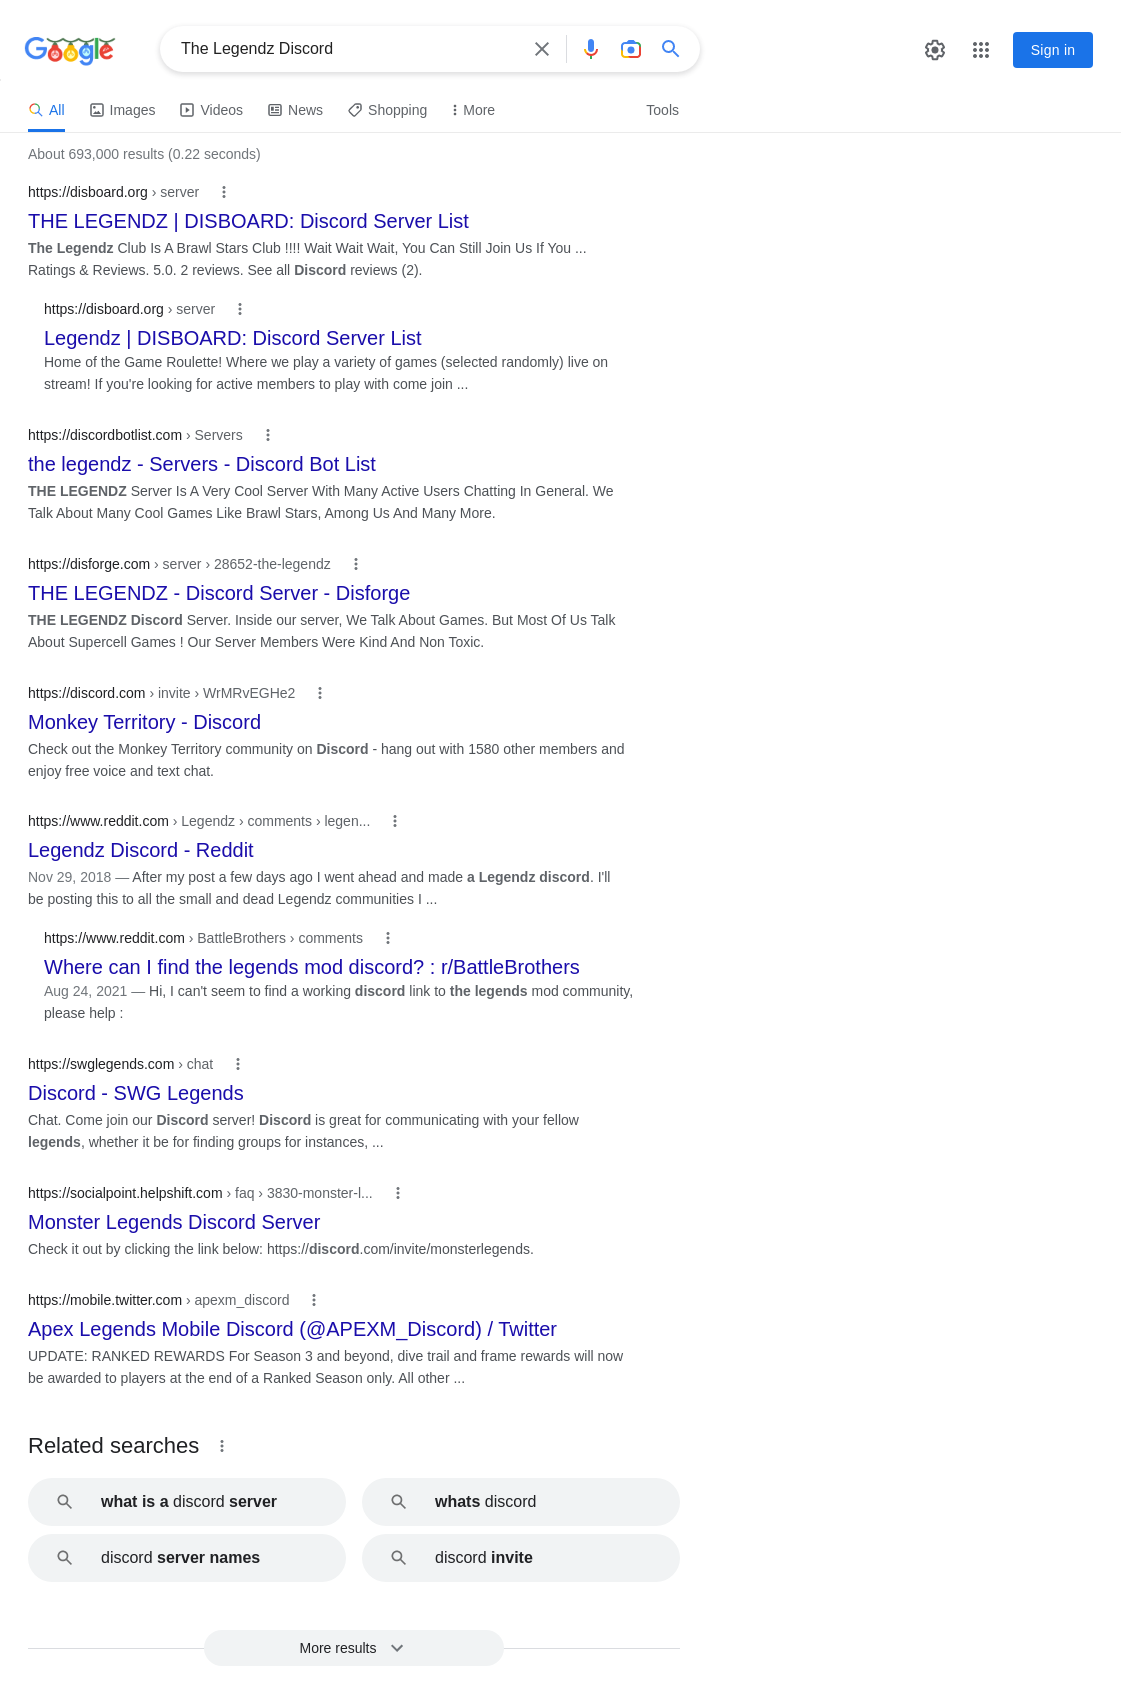 Google
The Legendz Discord
Sign in
All Images Videos News Shopping More Tools
About 693,000 results (0.22 seconds)
https://disboard.org › server
THE LEGENDZ | DISBOARD: Discord Server List
The Legendz Club Is A Brawl Stars Club !!!! Wait Wait Wait, You Can Still Join Us If You ...
Ratings & Reviews. 5.0. 2 reviews. See all Discord reviews (2).
https://disboard.org › server
Legendz | DISBOARD: Discord Server List
Home of the Game Roulette! Where we play a variety of games (selected randomly) live on
stream! If you're looking for active members to play with come join ...
https://discordbotlist.com › Servers
the legendz - Servers - Discord Bot List
THE LEGENDZ Server Is A Very Cool Server With Many Active Users Chatting In General. We
Talk About Many Cool Games Like Brawl Stars, Among Us And Many More.
https://disforge.com › server › 28652-the-legendz
THE LEGENDZ - Discord Server - Disforge
THE LEGENDZ Discord Server. Inside our server, We Talk About Games. But Most Of Us Talk
About Supercell Games ! Our Server Members Were Kind And Non Toxic.
https://discord.com › invite › WrMRvEGHe2
Monkey Territory - Discord
Check out the Monkey Territory community on Discord - hang out with 1580 other members and
enjoy free voice and text chat.
https://www.reddit.com › Legendz › comments › legen...
Legendz Discord - Reddit
Nov 29, 2018 — After my post a few days ago I went ahead and made a Legendz discord. I'll
be posting this to all the small and dead Legendz communities I ...
https://www.reddit.com › BattleBrothers › comments
Where can I find the legends mod discord? : r/BattleBrothers
Aug 24, 2021 — Hi, I can't seem to find a working discord link to the legends mod community,
please help :
https://swglegends.com › chat
Discord - SWG Legends
Chat. Come join our Discord server! Discord is great for communicating with your fellow
legends, whether it be for finding groups for instances, ...
https://socialpoint.helpshift.com › faq › 3830-monster-l...
Monster Legends Discord Server
Check it out by clicking the link below: https://discord.com/invite/monsterlegends.
https://mobile.twitter.com › apexm_discord
Apex Legends Mobile Discord (@APEXM_Discord) / Twitter
UPDATE: RANKED REWARDS For Season 3 and beyond, dive trail and frame rewards will now
be awarded to players at the end of a Ranked Season only. All other ...
Related searches
what is a discord server
whats discord
discord server names
discord invite
More results